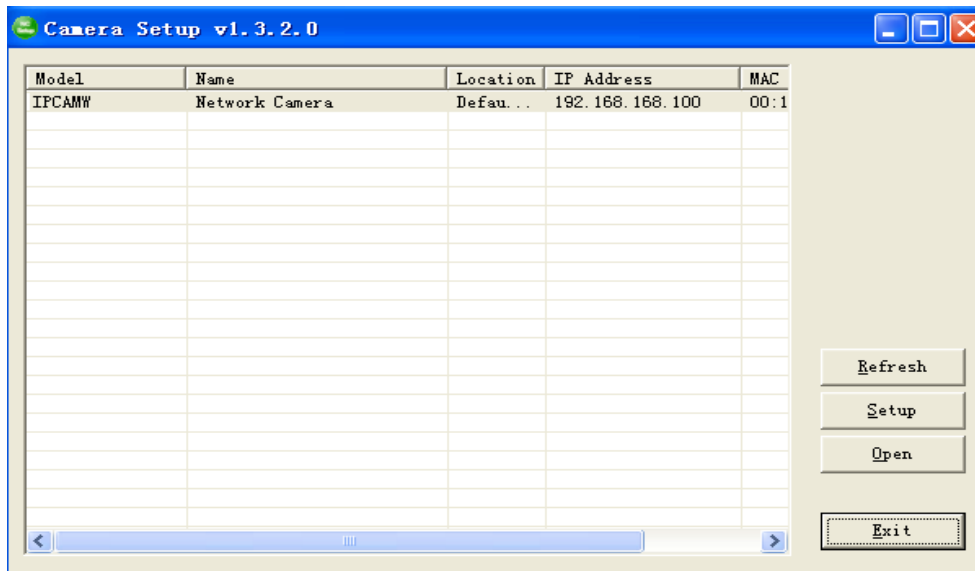 Camera Setup v1.3.2.0
Model Name Location IP Address MAC
IPCAMW Network Camera Defau... 192.168.168.100 00:1
Refresh
Setup
Open
Exit